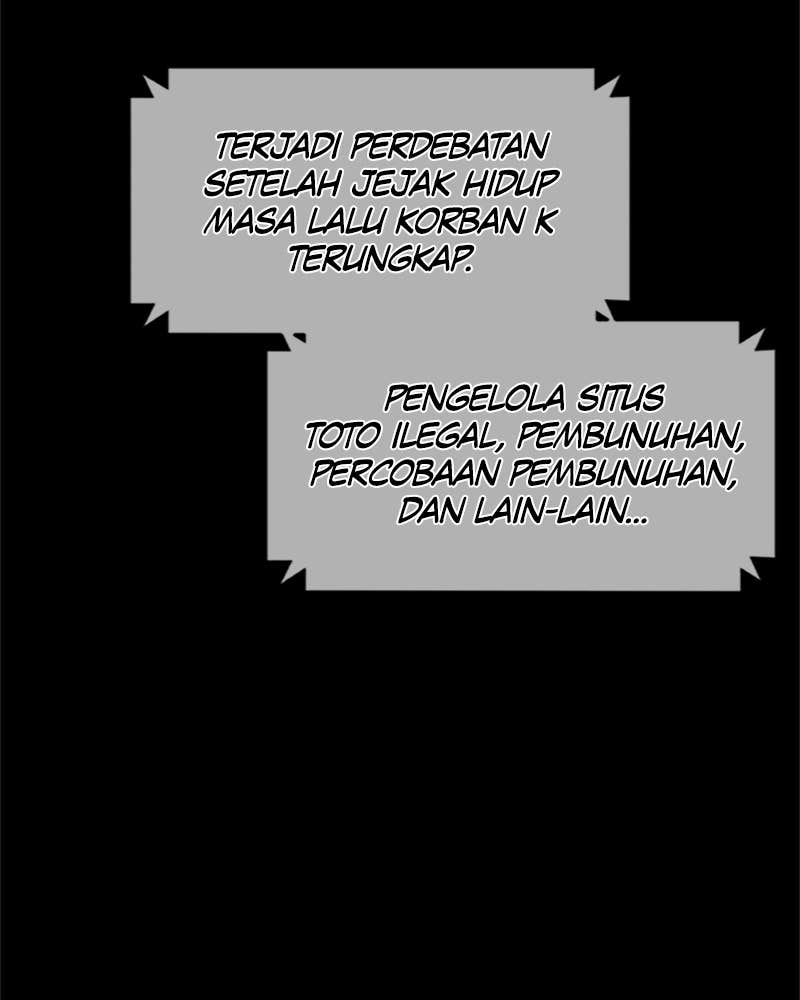 TERJADI PERDEBATAN
SETELAH JEJAK HIDUP
MASA LALU KORBAN K
TERUNGKAP.
PENGELOLA SITUS
TOTO ILEGAL, PEMBUNUHAN,
PERCOBAAN PEMBUNUHAN,
DAN LAIN-LAIN...